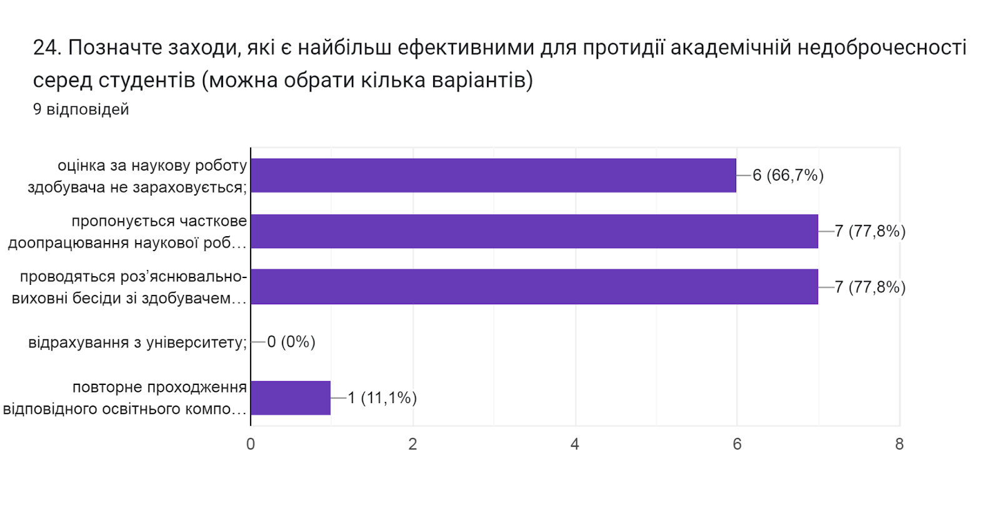 24. Позначте заходи, які є найбільш ефективними для протидії академічній недоброчесності
серед студентів (можна обрати кілька варіантів)
9 відповідей
оцінка за наукову роботу
здобувача не зараховується;
6 (66,7%)
пропонується часткове
доопрацювання наукової роб…
7 (77,8%)
проводяться роз’яснювально-
виховні бесіди зі здобувачем…
7 (77,8%)
відрахування з університету;
0 (0%)
повторне проходження
відповідного освітнього компо…
1 (11,1%)
0 2 4 6 8